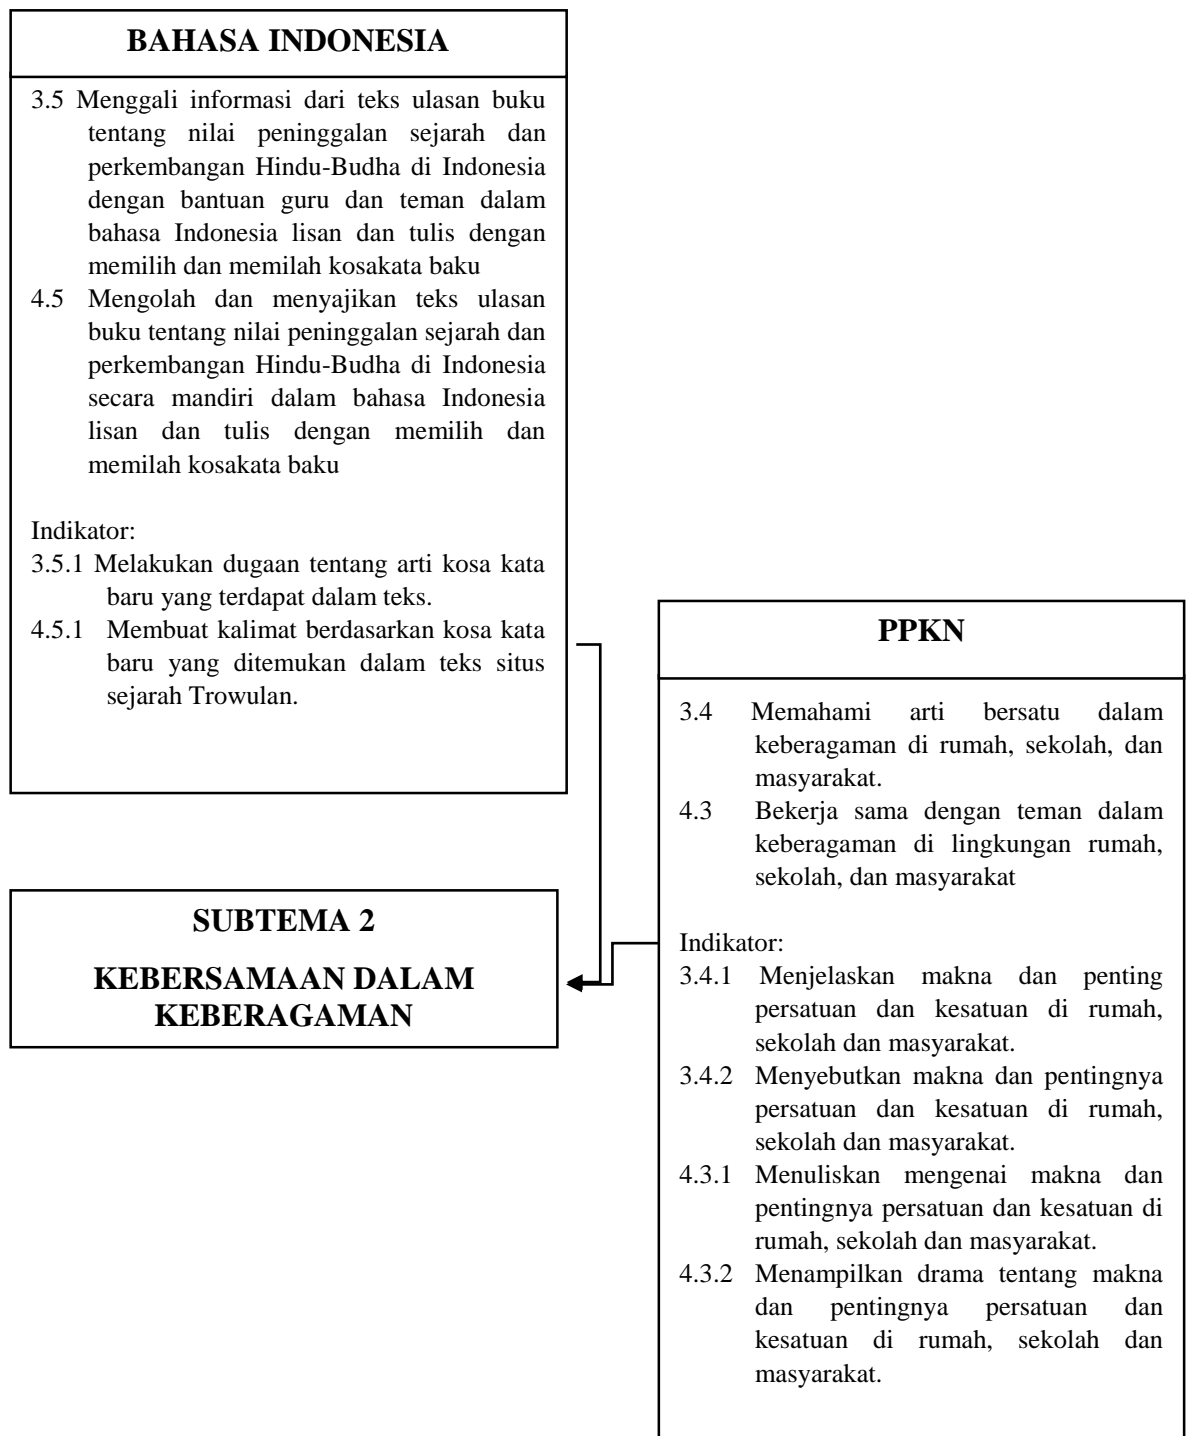 BAHASA INDONESIA
3.5 Menggali informasi dari teks ulasan buku
tentang nilai peninggalan sejarah dan
perkembangan Hindu-Budha di Indonesia
dengan bantuan guru dan teman dalam
bahasa Indonesia lisan dan tulis dengan
memilih dan memilah kosakata baku
4.5 Mengolah dan menyajikan teks ulasan
buku tentang nilai peninggalan sejarah dan
perkembangan Hindu-Budha di Indonesia
secara mandiri dalam bahasa Indonesia
lisan dan tulis dengan memilih dan
memilah kosakata baku
Indikator:
3.5.1 Melakukan dugaan tentang arti kosa kata
baru yang terdapat dalam teks.
4.5.1 Membuat kalimat berdasarkan kosa kata
baru yang ditemukan dalam teks situs
sejarah Trowulan.
SUBTEMA 2
KEBERSAMAAN DALAM
KEBERAGAMAN
PPKN
3.4 Memahami arti bersatu dalam
keberagaman di rumah, sekolah, dan
masyarakat.
4.3 Bekerja sama dengan teman dalam
keberagaman di lingkungan rumah,
sekolah, dan masyarakat
Indikator:
3.4.1 Menjelaskan makna dan penting
persatuan dan kesatuan di rumah,
sekolah dan masyarakat.
3.4.2 Menyebutkan makna dan pentingnya
persatuan dan kesatuan di rumah,
sekolah dan masyarakat.
4.3.1 Menuliskan mengenai makna dan
pentingnya persatuan dan kesatuan di
rumah, sekolah dan masyarakat.
4.3.2 Menampilkan drama tentang makna
dan pentingnya persatuan dan
kesatuan di rumah, sekolah dan
masyarakat.